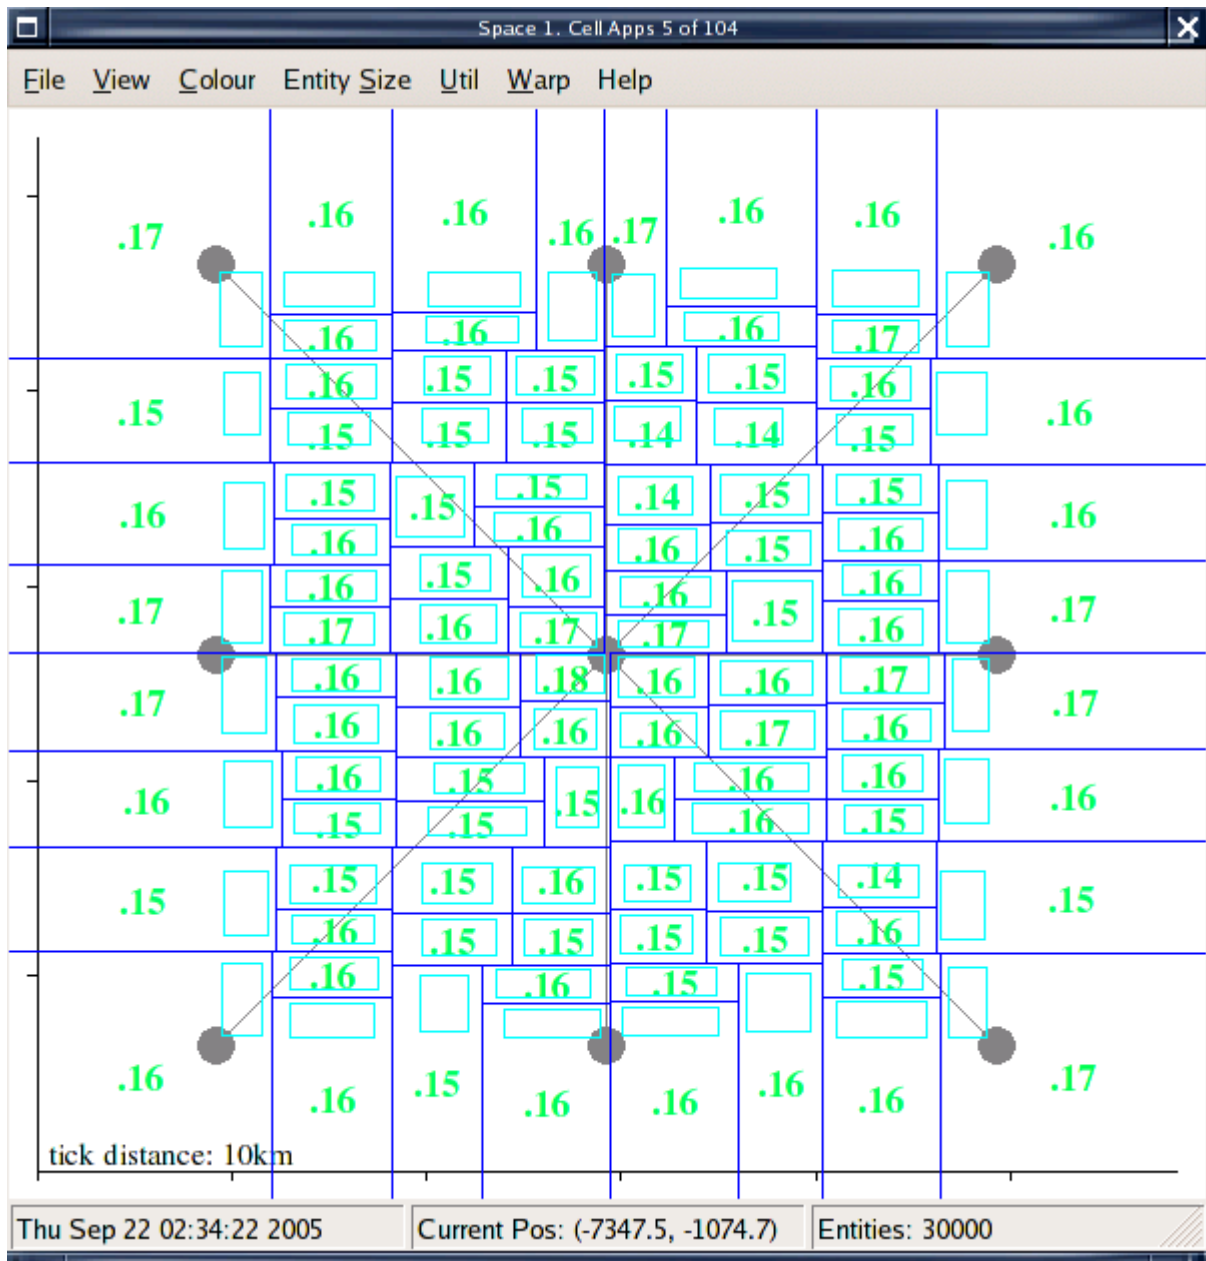 Space 1. Cell Apps 5 of 104
File View Colour Entity Size Util Warp Help
.17 .16 .16 .16 .17 .16 .16 .16
.16 .16 .16 .17
.15 .16 .15 .15 .15 .15 .16 .16
.15 .15 .15 .14 .14 .15
.16 .15 .15 .15 .14 .15 .15 .16
.16 .16 .16 .15 .16
.17 .16 .15 .16 .16 .15 .16 .17
.17 .16 .17 .17 .16
.17 .16 .16 .18 .16 .16 .17 .17
.16 .16 .16 .16 .17 .16
.16 .16 .15 .15 .16 .16 .16 .16
.15 .15 .16 .15
.15 .15 .15 .16 .15 .15 .14 .15
.16 .15 .15 .15 .15 .16
.16 .16 .15 .15
.16 .16 .15 .16 .16 .16 .16 .17
tick distance: 10km
Thu Sep 22 02:34:22 2005 Current Pos: (-7347.5, -1074.7) Entities: 30000